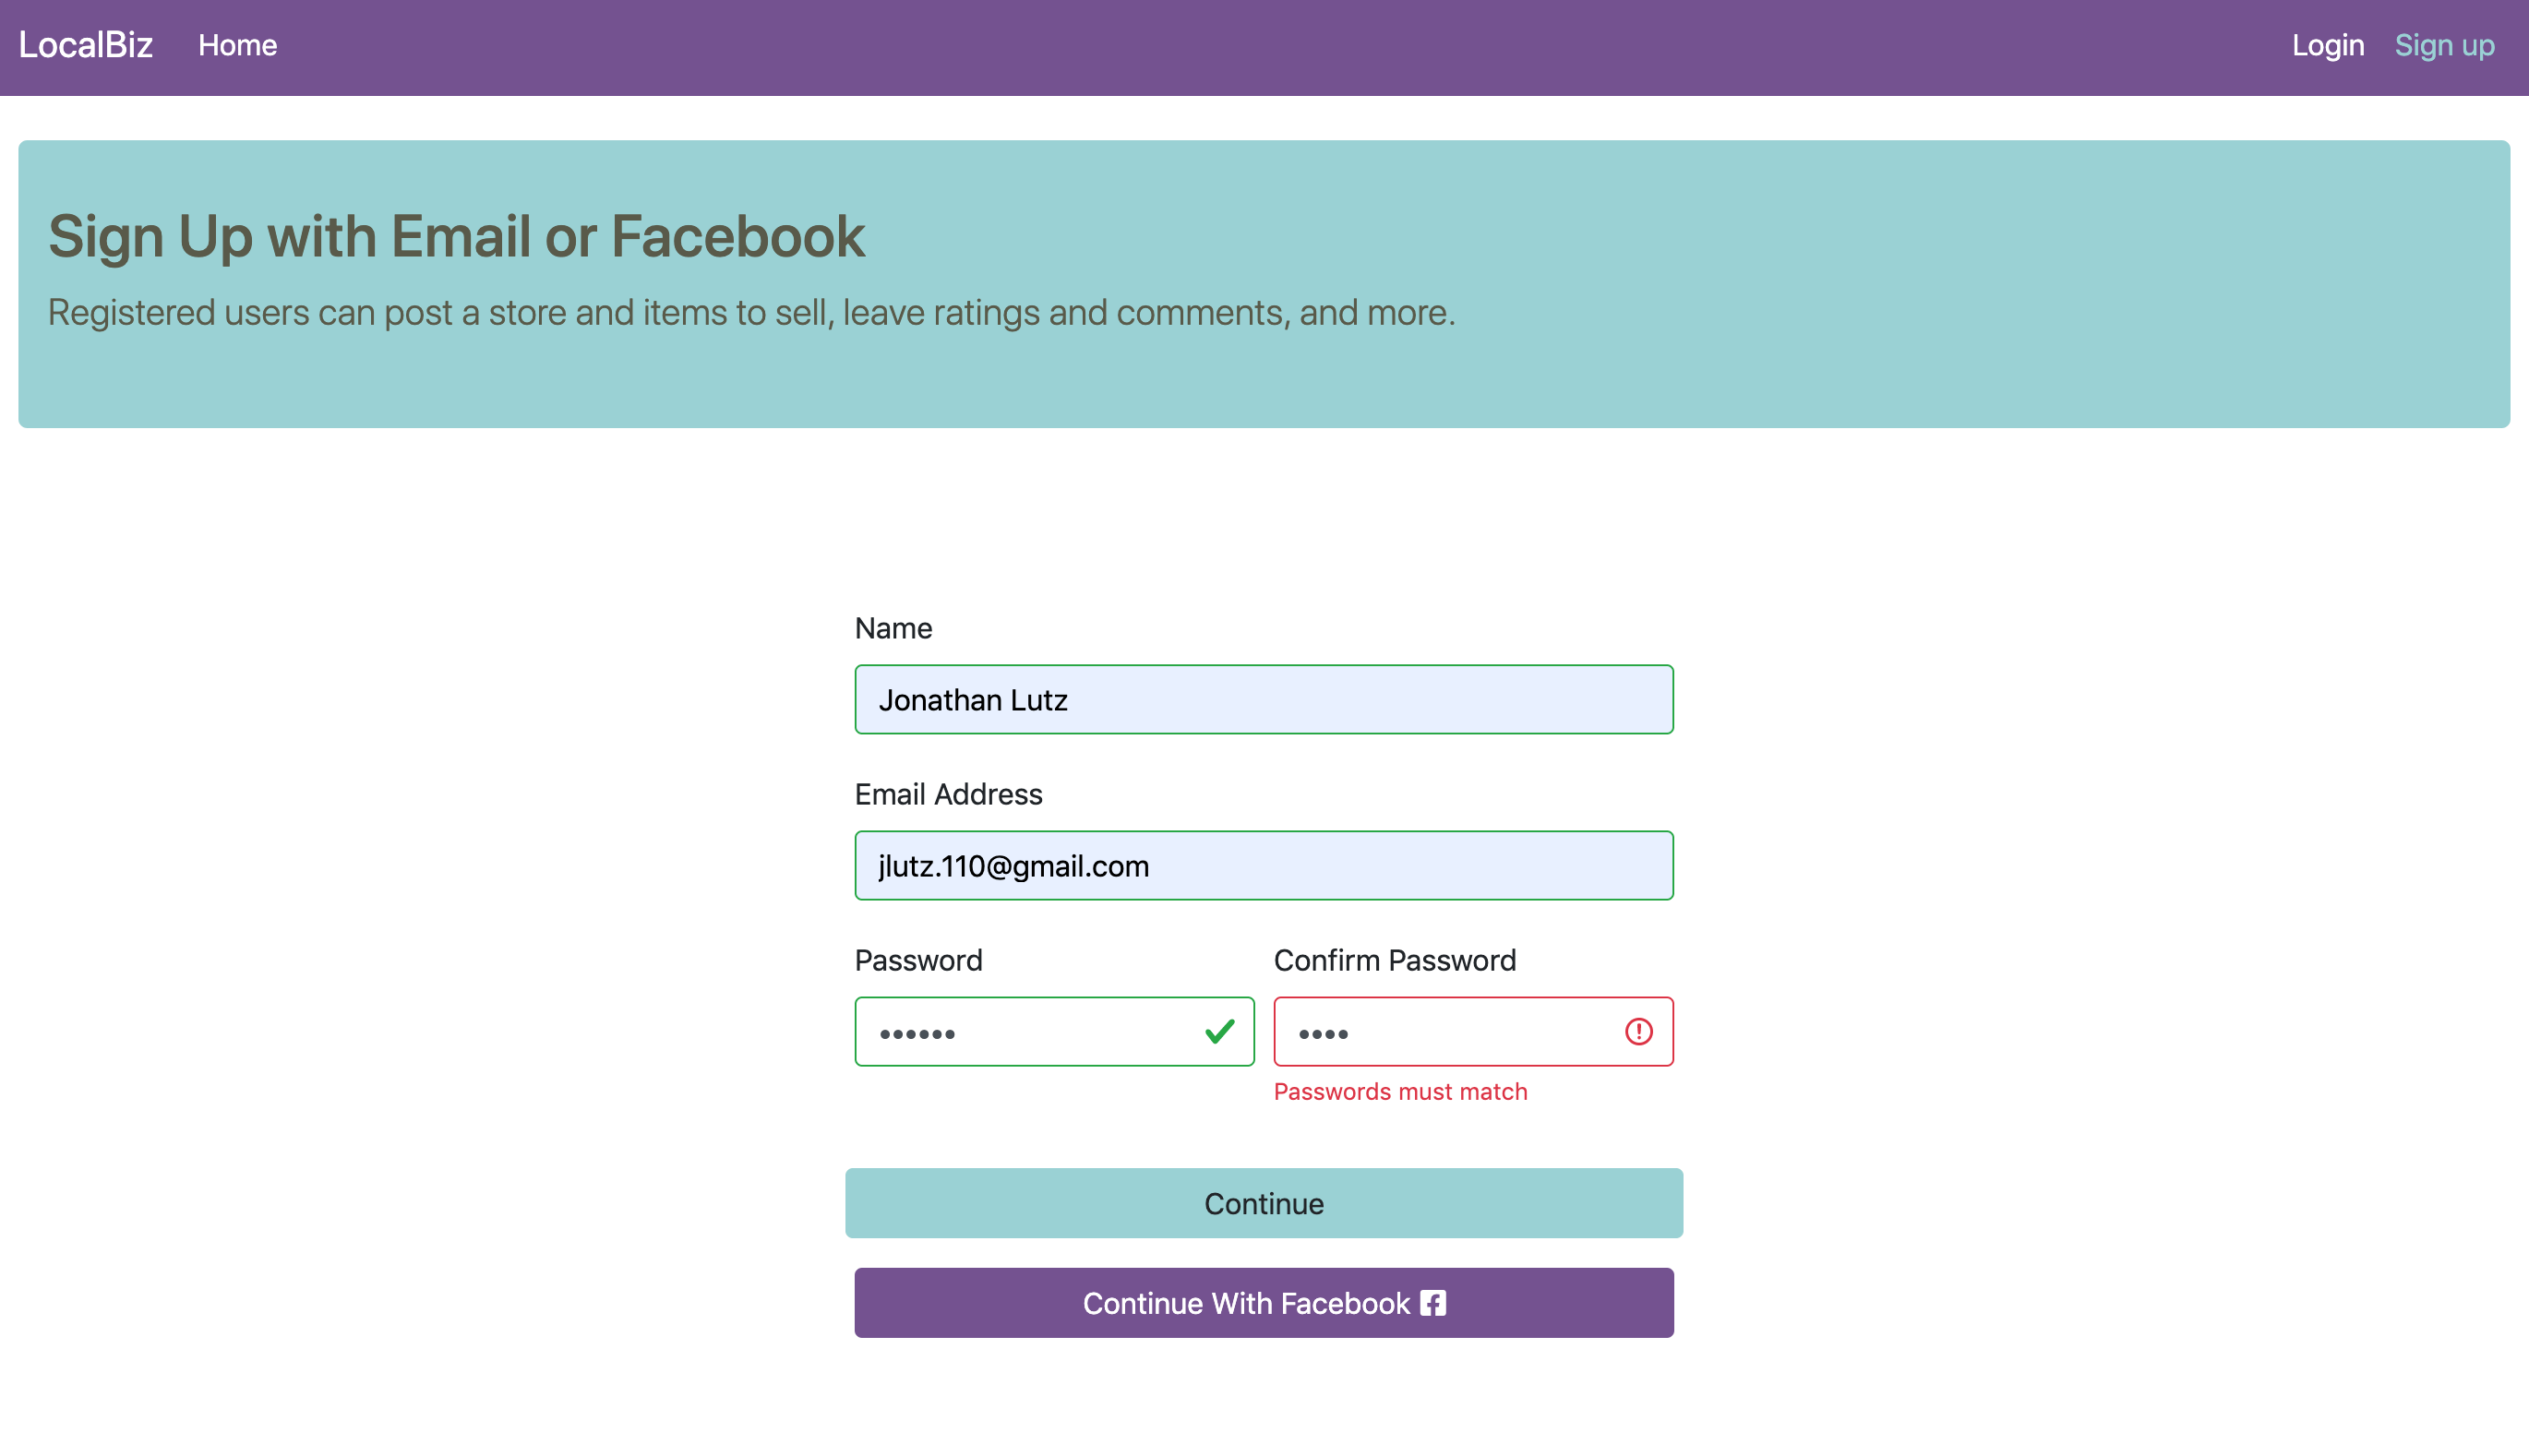 LocalBiz Home Login Sign up
Sign Up with Email or Facebook
Registered users can post a store and items to sell, leave ratings and comments, and more.
Name
Jonathan Lutz
Email Address
jlutz.110@gmail.com
Password Confirm Password
•••••• ••••
Passwords must match
Continue
Continue With Facebook